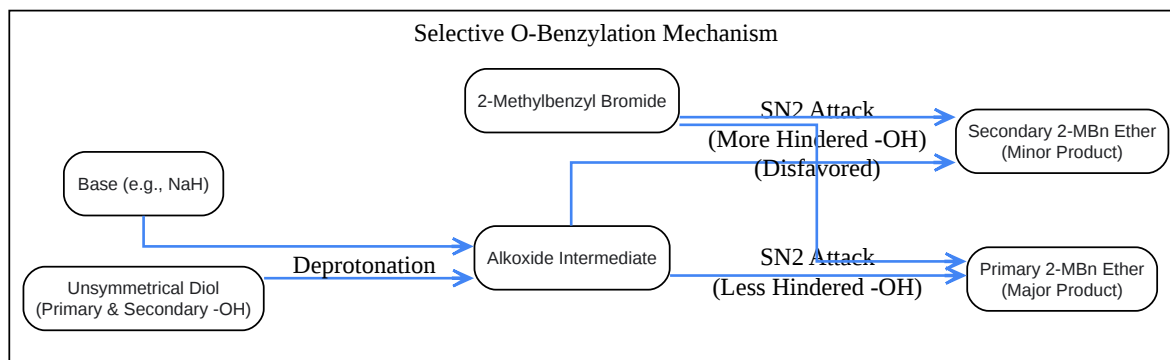 Selective O-Benzylation Mechanism
2-Methylbenzyl Bromide
SN2 Attack
(More Hindered -OH)
(Disfavored)
Secondary 2-MBn Ether
(Minor Product)
Base (e.g., NaH)
Unsymmetrical Diol
(Primary & Secondary -OH)
Deprotonation
Alkoxide Intermediate
SN2 Attack
(Less Hindered -OH)
Primary 2-MBn Ether
(Major Product)